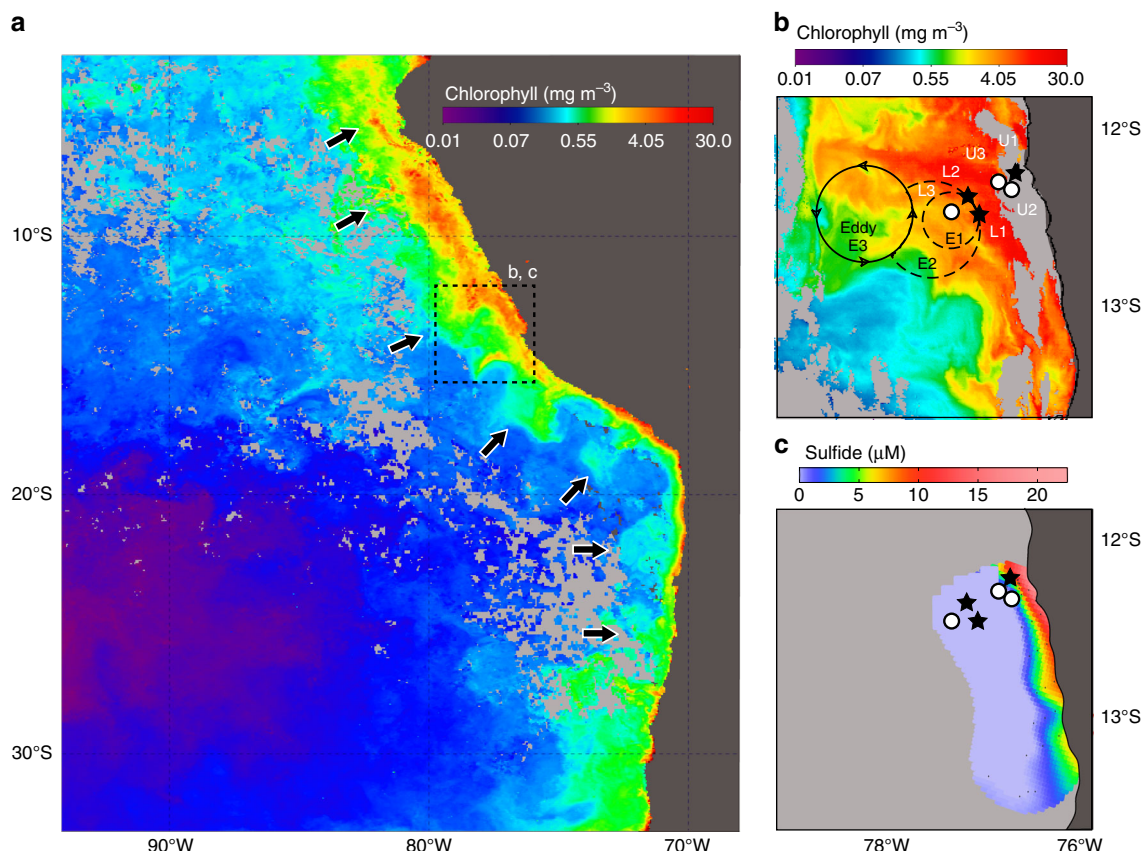 a
Chlorophyll (mg m⁻³)
0.01 0.07 0.55 4.05 30.0
b, c
10°S
20°S
30°S
90°W 80°W 70°W
b
Chlorophyll (mg m⁻³)
0.01 0.07 0.55 4.05 30.0
12°S
13°S
U1
U3
L2
L3
U2
L1
Eddy
E3
E1
E2
c
Sulfide (μM)
0 5 10 15 20
12°S
13°S
78°W 76°W